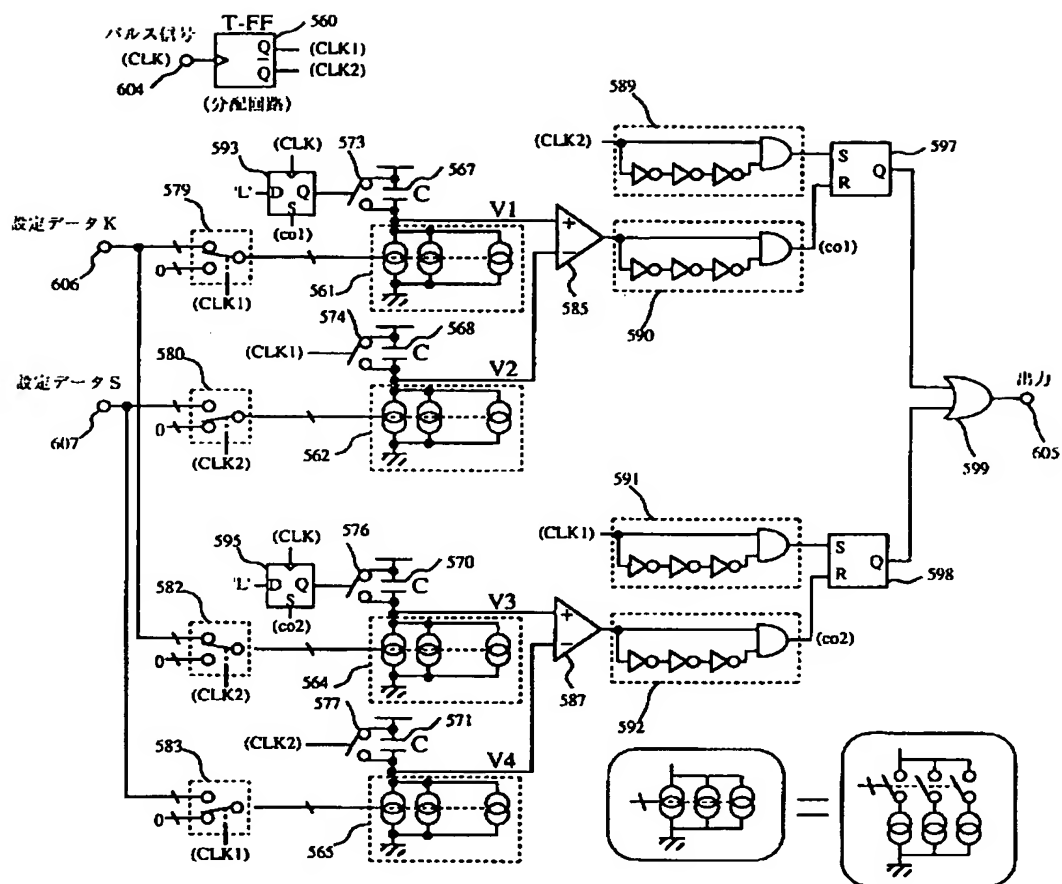 T-FF 560
パルス信号
(CLK)
604
Q (CLK1)
Q̄ (CLK2)
(分配回路)
593
(CLK)
573
567
'L' D Q
S
C
(co1)
579
設定データK
606
0
(CLK1)
V1
561
574
568
(CLK1)
C
585
+
−
580
V2
設定データS
607
0
(CLK2)
562
589
(CLK2)
S
R
Q
597
(co1)
590
599
出力
605
595
(CLK)
576
570
'L' D Q
S
C
(co2)
582
0
(CLK2)
V3
564
577
571
(CLK2)
C
587
+
−
583
V4
0
(CLK1)
565
591
(CLK1)
S
R
Q
598
(co2)
592
=